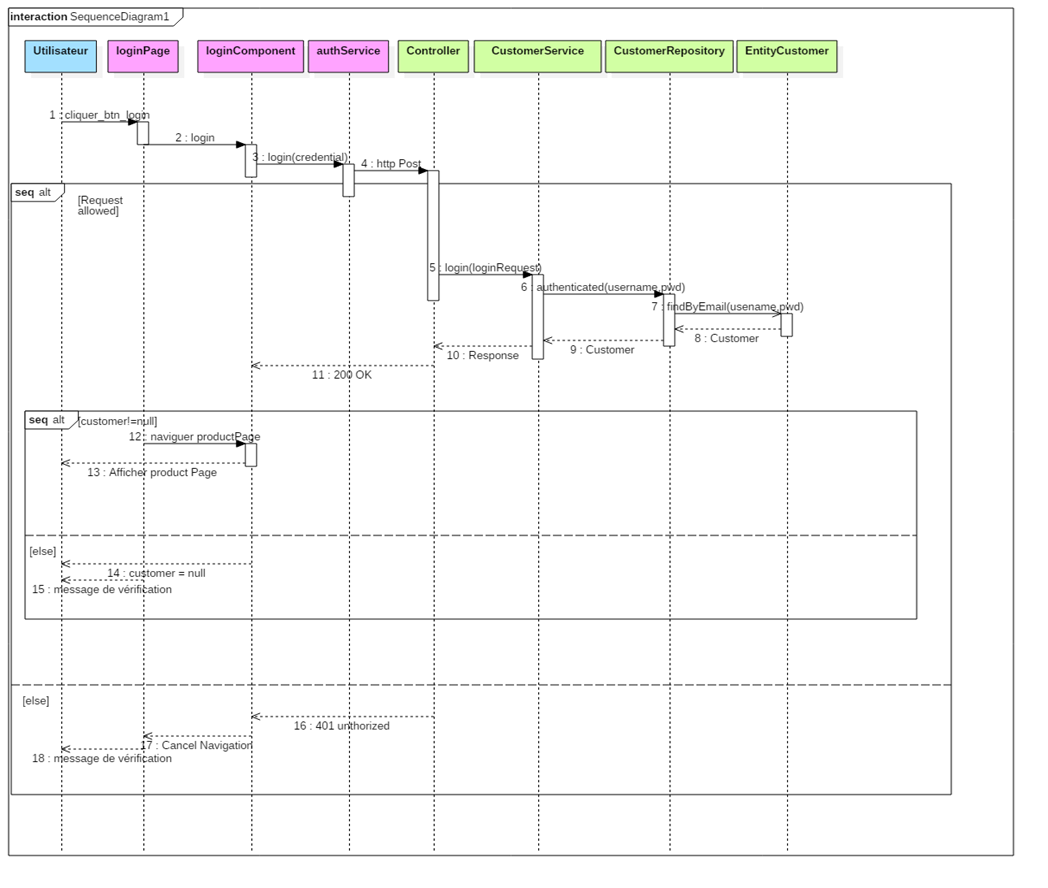 interaction SequenceDiagram1
Utilisateur
loginPage
loginComponent
authService
Controller
CustomerService
CustomerRepository
EntityCustomer
1 : cliquer_btn_login
2 : login
3 : login(credential)
4 : http Post
seq alt
[Request
allowed]
5 : login(loginRequest)
6 : authenticated(username,pwd)
7 : findByEmail(usename,pwd)
8 : Customer
9 : Customer
10 : Response
11 : 200 OK
seq alt
[customer!=null]
12 : naviguer productPage
13 : Afficher product Page
[else]
14 : customer = null
15 : message de vérification
[else]
16 : 401 unthorized
17 : Cancel Navigation
18 : message de vérification